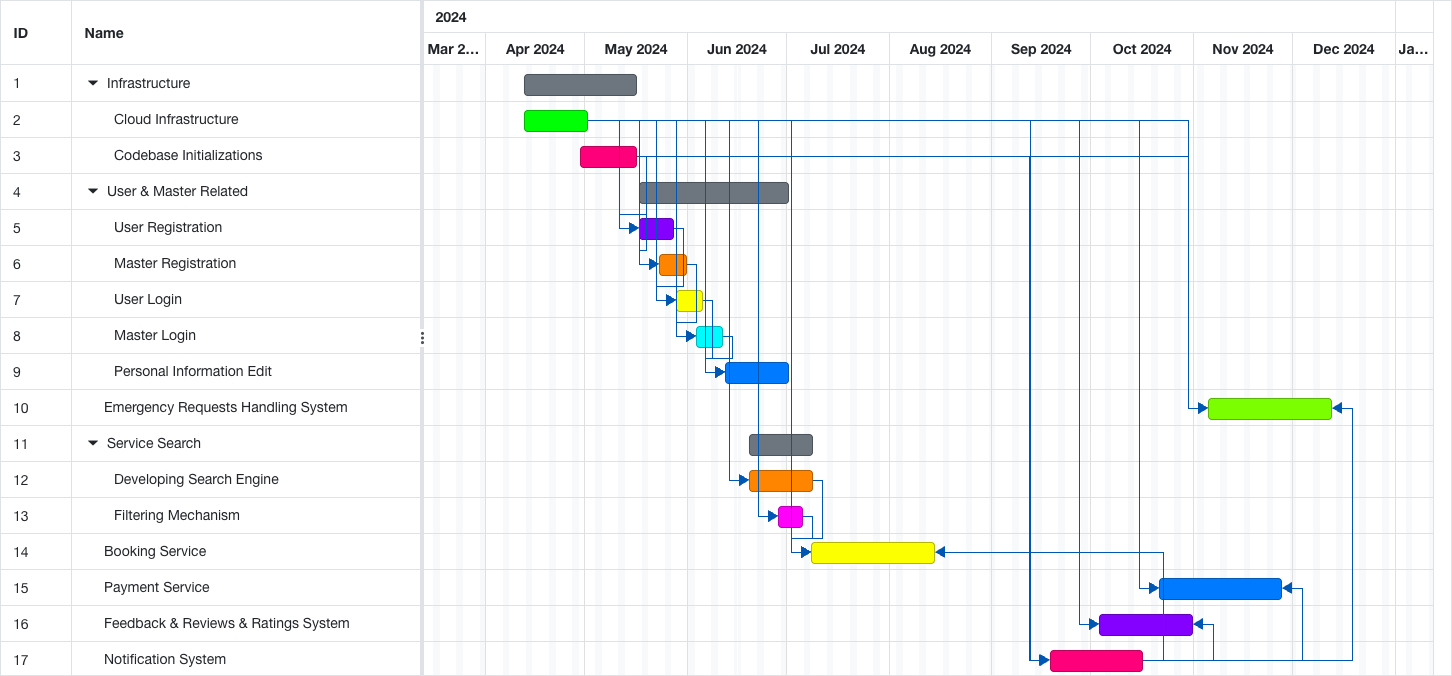 2024
ID Name
Mar 2... Apr 2024 May 2024 Jun 2024 Jul 2024 Aug 2024 Sep 2024 Oct 2024 Nov 2024 Dec 2024 Ja...
1 Infrastructure
2 Cloud Infrastructure
3 Codebase Initializations
4 User & Master Related
5 User Registration
6 Master Registration
7 User Login
8 Master Login
9 Personal Information Edit
10 Emergency Requests Handling System
11 Service Search
12 Developing Search Engine
13 Filtering Mechanism
14 Booking Service
15 Payment Service
16 Feedback & Reviews & Ratings System
17 Notification System